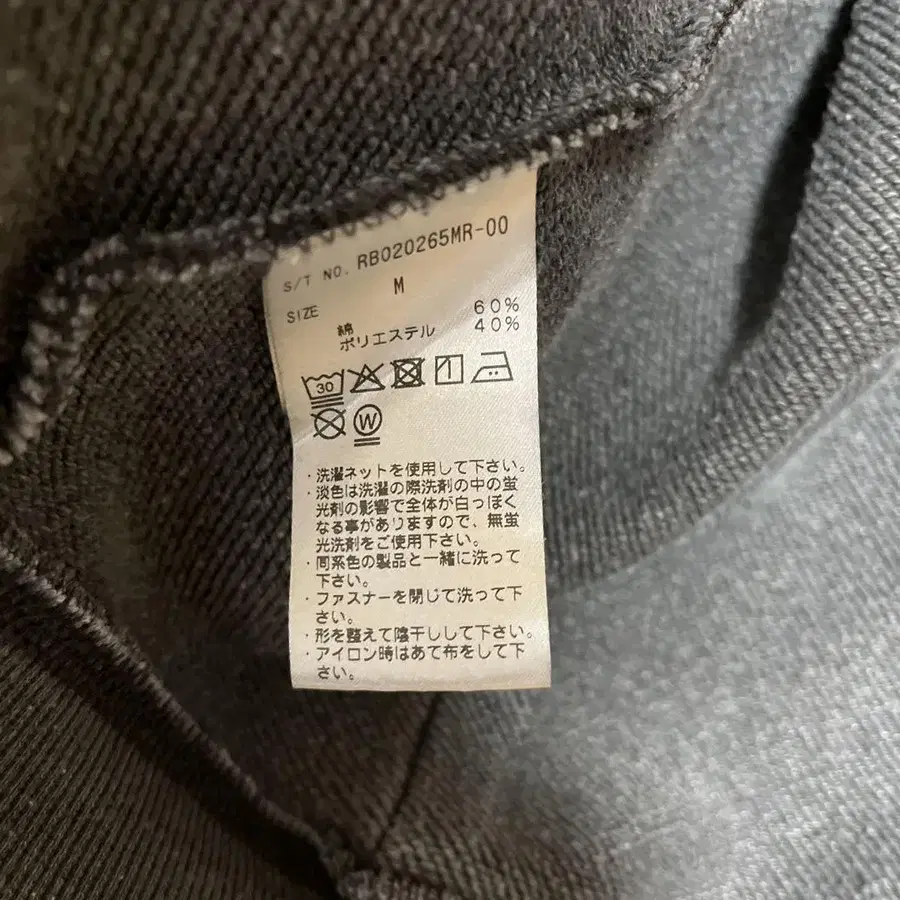 S/T NO. RB020265MR-00
SIZE M
綿 60%
ポリエステル 40%
30
W
・洗濯ネットを使用して下さい。
・淡色は洗濯の際洗剤の中の蛍
光剤の影響で全体が白っぽく
なる事がありますので、無蛍
光洗剤をご使用下さい。
・同系色の製品と一緒に洗って
下さい。
・ファスナーを閉じて洗って下
さい。
・形を整えて陰干しして下さい。
・アイロン時はあて布をして下
さい。